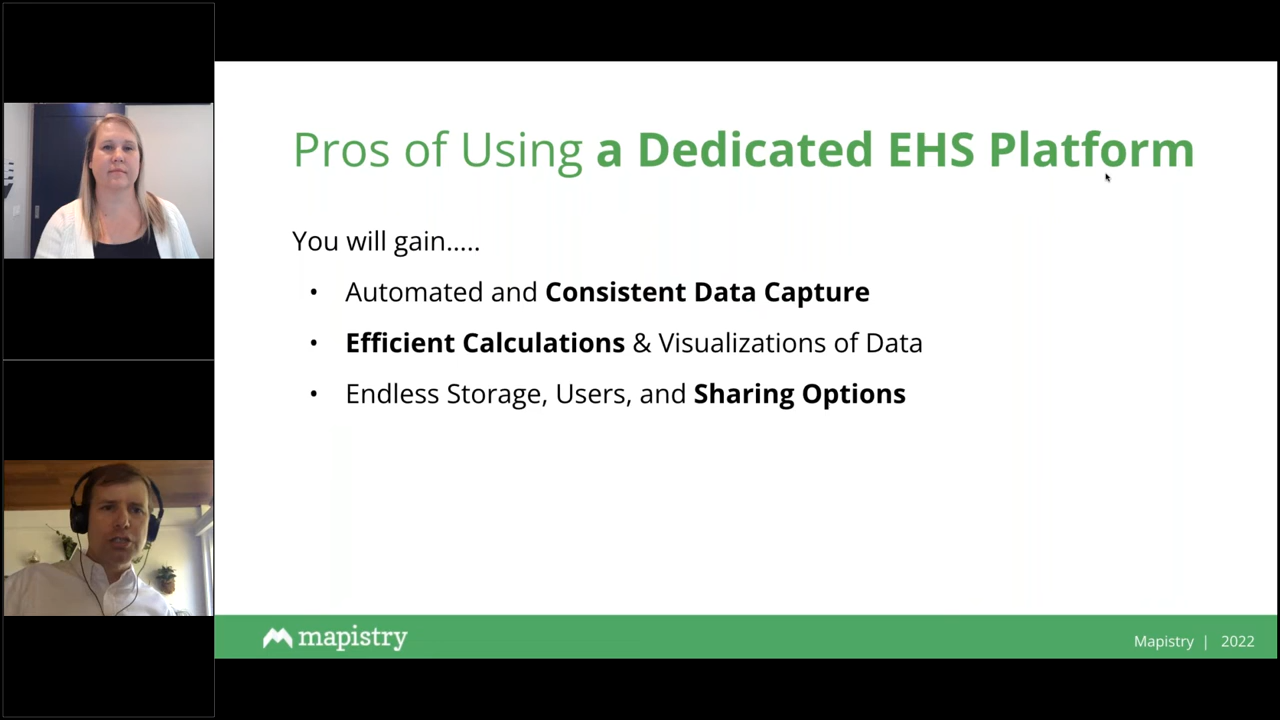 Pros of Using a Dedicated EHS Platform
You will gain.....
• Automated and Consistent Data Capture
• Efficient Calculations & Visualizations of Data
• Endless Storage, Users, and Sharing Options
mapistry
Mapistry | 2022